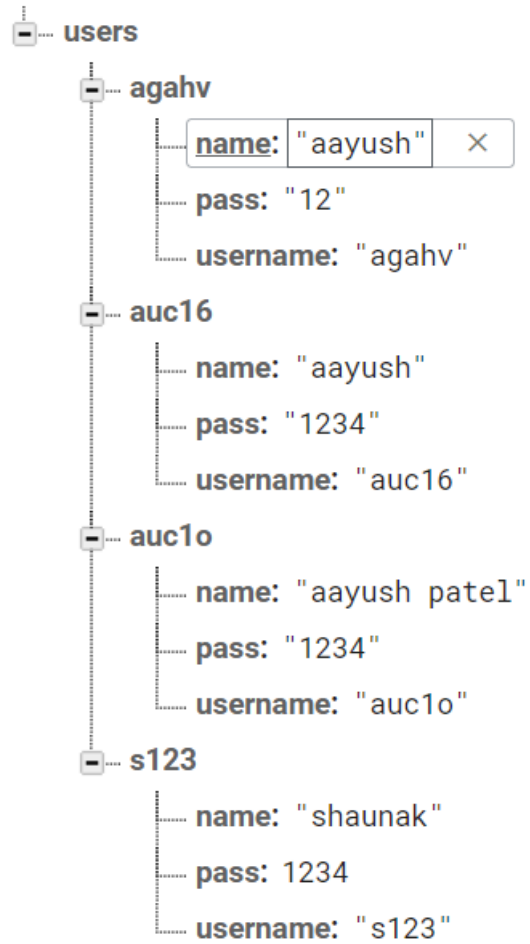 users
agahv
name: "aayush" ×
pass: "12"
username: "agahv"
auc16
name: "aayush"
pass: "1234"
username: "auc16"
auc1o
name: "aayush patel"
pass: "1234"
username: "auc1o"
s123
name: "shaunak"
pass: 1234
username: "s123"